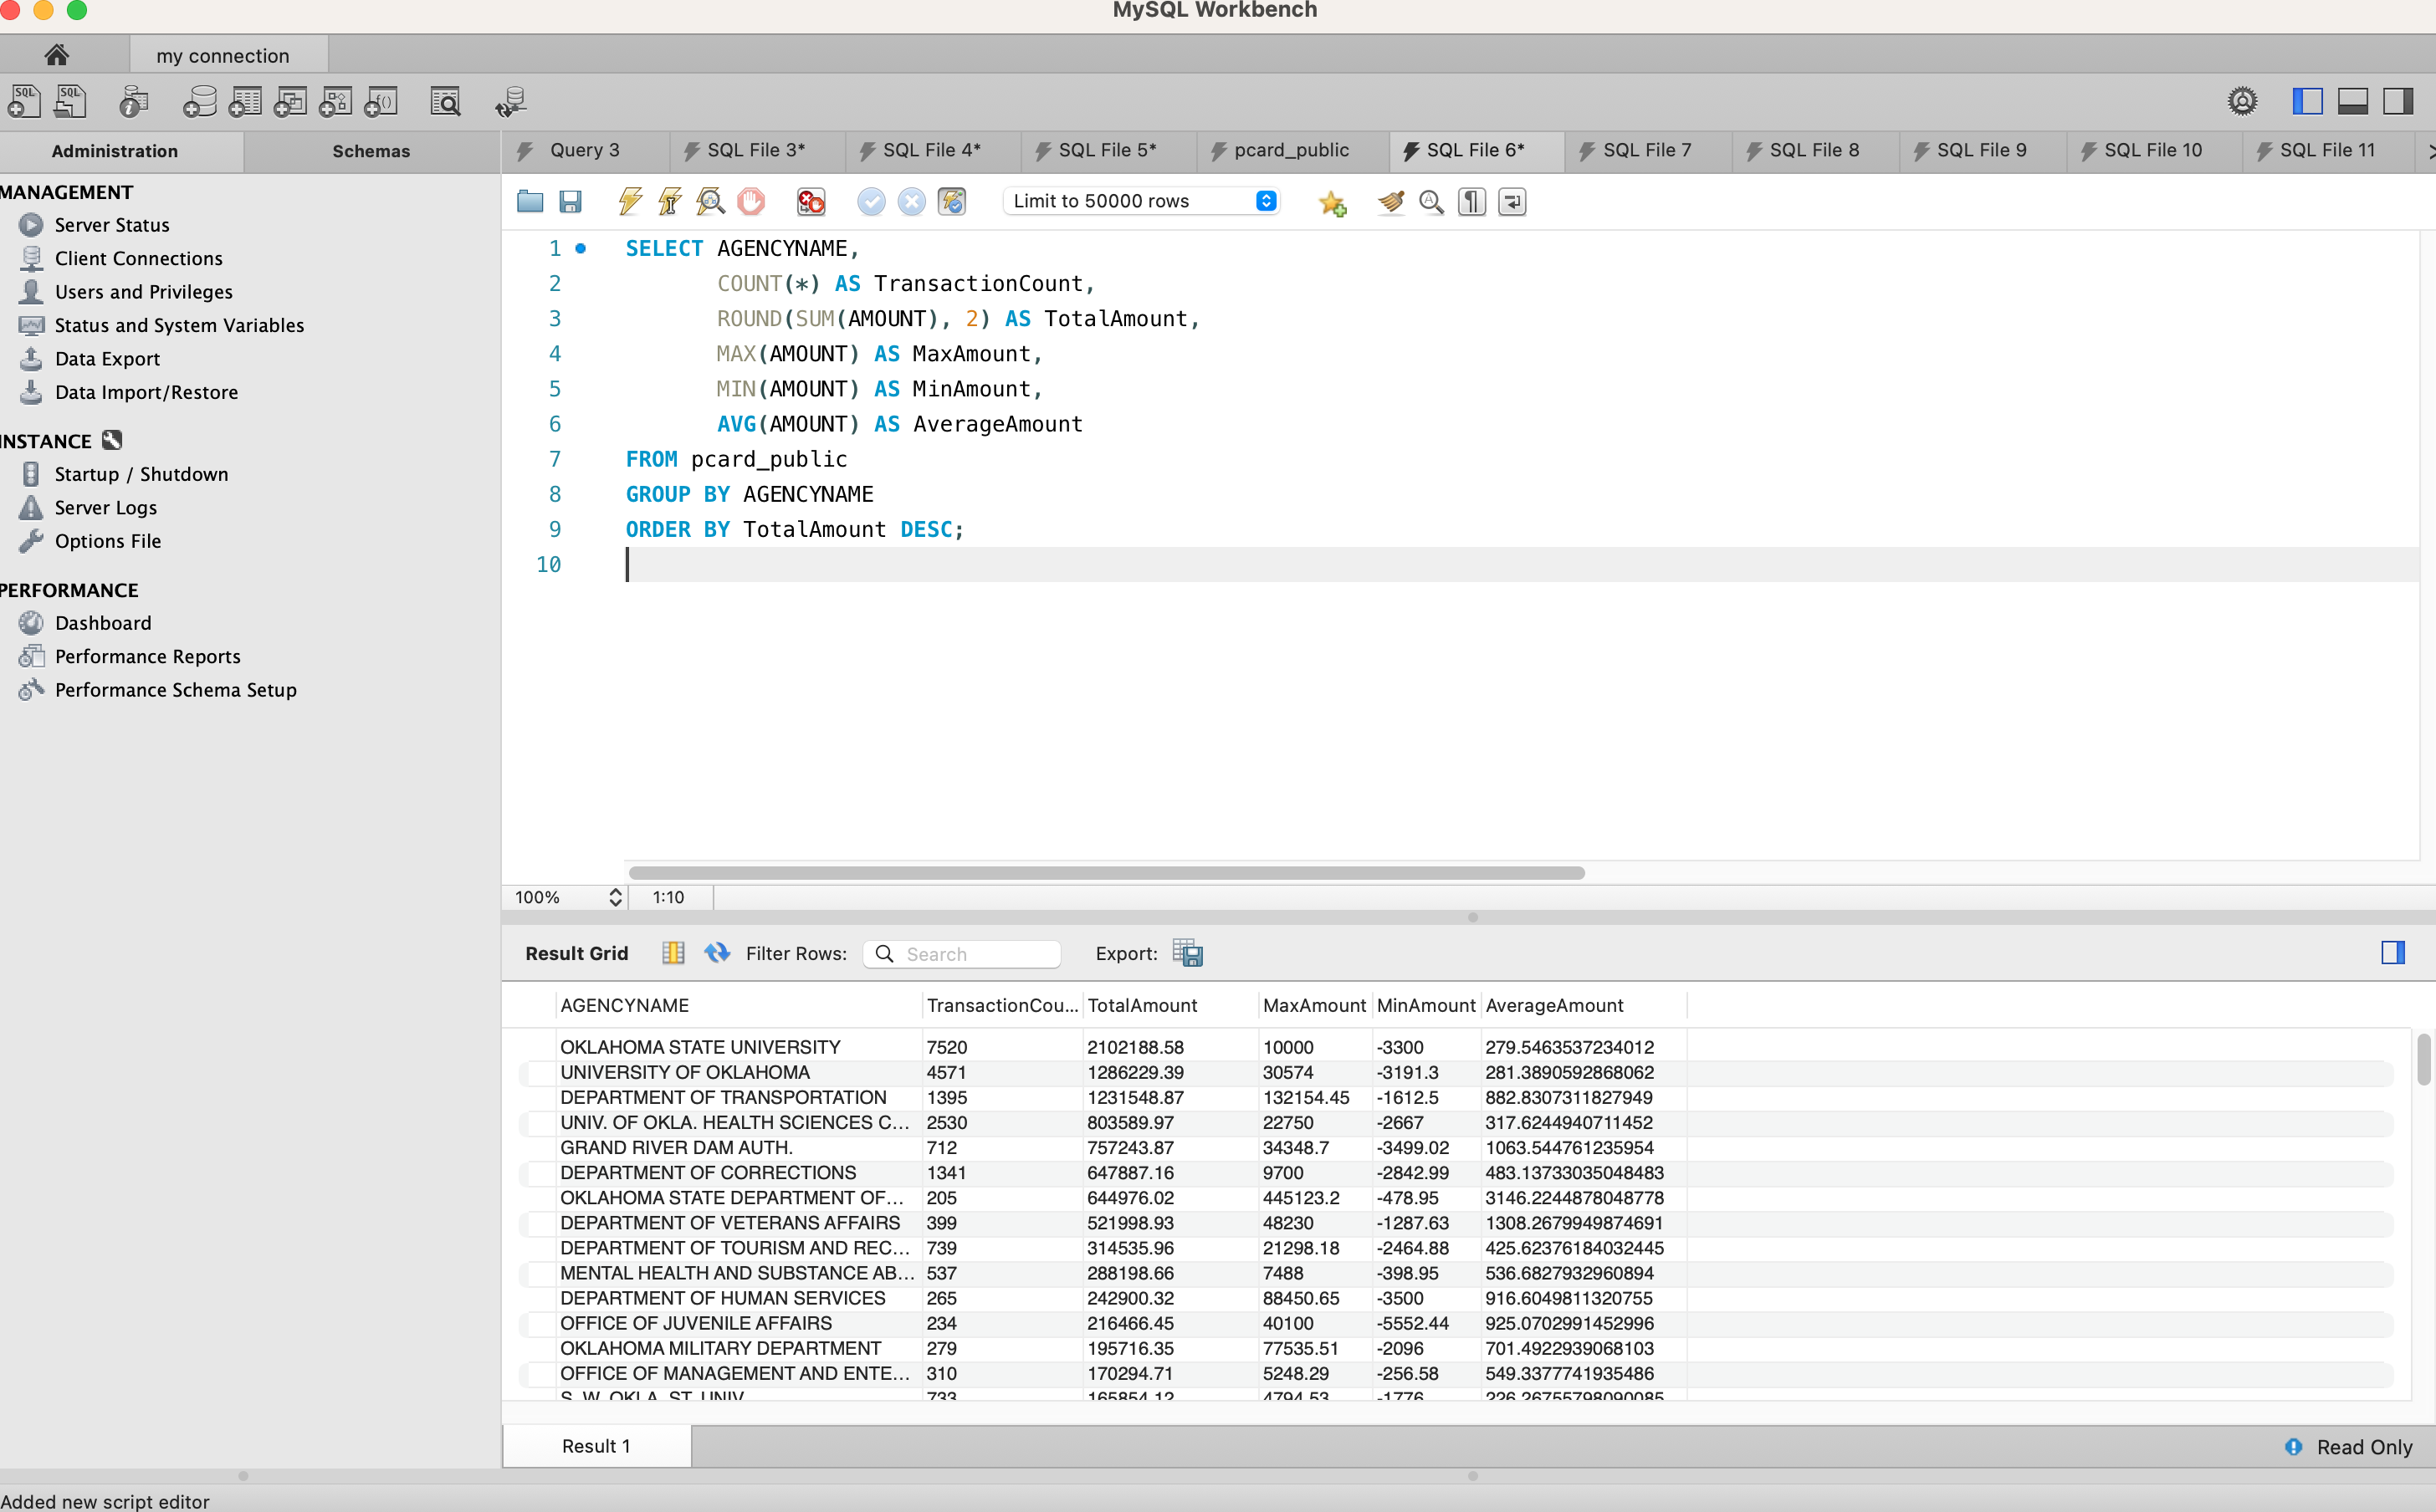 MySQL Workbench
my connection
Administration
Schemas
Query 3
SQL File 3*
SQL File 4*
SQL File 5*
pcard_public
SQL File 6*
SQL File 7
SQL File 8
SQL File 9
SQL File 10
SQL File 11
MANAGEMENT
Server Status
Client Connections
Users and Privileges
Status and System Variables
Data Export
Data Import/Restore
INSTANCE
Startup / Shutdown
Server Logs
Options File
PERFORMANCE
Dashboard
Performance Reports
Performance Schema Setup
Limit to 50000 rows
1 SELECT AGENCYNAME,
2 COUNT(*) AS TransactionCount,
3 ROUND(SUM(AMOUNT), 2) AS TotalAmount,
4 MAX(AMOUNT) AS MaxAmount,
5 MIN(AMOUNT) AS MinAmount,
6 AVG(AMOUNT) AS AverageAmount
7 FROM pcard_public
8 GROUP BY AGENCYNAME
9 ORDER BY TotalAmount DESC;
10
100% 1:10
Result Grid Filter Rows: Search Export:
AGENCYNAME TransactionCou... TotalAmount MaxAmount MinAmount AverageAmount
OKLAHOMA STATE UNIVERSITY 7520 2102188.58 10000 -3300 279.5463537234012
UNIVERSITY OF OKLAHOMA 4571 1286229.39 30574 -3191.3 281.3890592868062
DEPARTMENT OF TRANSPORTATION 1395 1231548.87 132154.45 -1612.5 882.8307311827949
UNIV. OF OKLA. HEALTH SCIENCES C... 2530 803589.97 22750 -2667 317.6244940711452
GRAND RIVER DAM AUTH. 712 757243.87 34348.7 -3499.02 1063.544761235954
DEPARTMENT OF CORRECTIONS 1341 647887.16 9700 -2842.99 483.13733035048483
OKLAHOMA STATE DEPARTMENT OF... 205 644976.02 445123.2 -478.95 3146.2244878048778
DEPARTMENT OF VETERANS AFFAIRS 399 521998.93 48230 -1287.63 1308.2679949874691
DEPARTMENT OF TOURISM AND REC... 739 314535.96 21298.18 -2464.88 425.62376184032445
MENTAL HEALTH AND SUBSTANCE AB... 537 288198.66 7488 -398.95 536.6827932960894
DEPARTMENT OF HUMAN SERVICES 265 242900.32 88450.65 -3500 916.6049811320755
OFFICE OF JUVENILE AFFAIRS 234 216466.45 40100 -5552.44 925.0702991452996
OKLAHOMA MILITARY DEPARTMENT 279 195716.35 77535.51 -2096 701.4922939068103
OFFICE OF MANAGEMENT AND ENTE... 310 170294.71 5248.29 -256.58 549.3377741935486
S. W. OKLA. ST. UNIV. 733 165854.12 4794.53 -1776 226.26755798090085
Result 1
Read Only
Added new script editor